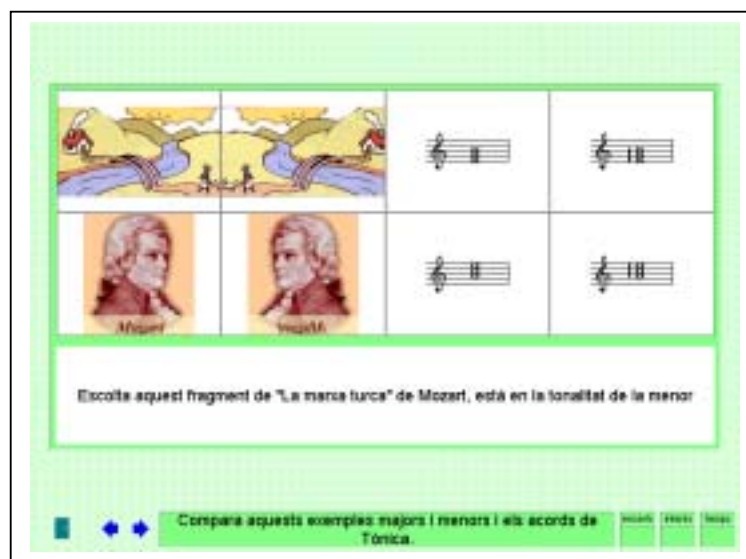 Mozart
Mozart
Escolta aquest fragment de "La marxa turca" de Mozart, està en la tonalitat de la menor
Compara aquests exemples majors i menors i els acords de
Tònica.